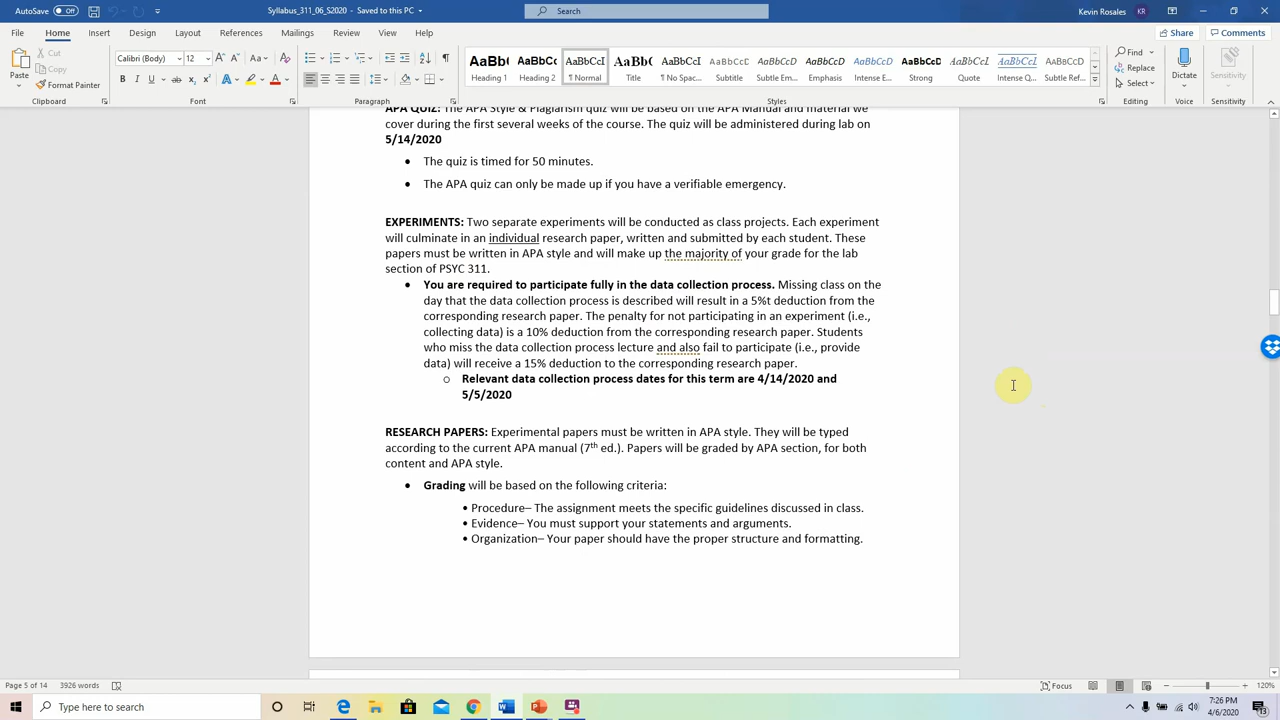 AutoSave Off Syllabus_311_06_S2020 - Saved to this PC Search Kevin Rosales
File Home Insert Design Layout References Mailings Review View Help Share Comments
Paste
Cut
Copy
Format Painter
Clipboard
Calibri (Body) 12
Font
Paragraph
AaBbC Heading 1
AaBbCc Heading 2
AaBbCcI ¶ Normal
AaBbC Title
AaBbCcI ¶ No Spac...
AaBbCcD Subtitle
AaBbCcD Subtle Em...
AaBbCcD Emphasis
AaBbCcD Intense E...
AaBbCcD Strong
AaBbCcI Quote
AaBbCcI Intense Q...
AaBbCcD Subtle Ref...
Styles
Find
Replace
Select
Editing
Dictate
Voice
Sensitivity
Sensitivity
APA QUIZ: The APA Style & Plagiarism quiz will be based on the APA Manual and material we
cover during the first several weeks of the course. The quiz will be administered during lab on
5/14/2020
• The quiz is timed for 50 minutes.
• The APA quiz can only be made up if you have a verifiable emergency.
EXPERIMENTS: Two separate experiments will be conducted as class projects. Each experiment
will culminate in an individual research paper, written and submitted by each student. These
papers must be written in APA style and will make up the majority of your grade for the lab
section of PSYC 311.
• You are required to participate fully in the data collection process. Missing class on the
day that the data collection process is described will result in a 5%t deduction from the
corresponding research paper. The penalty for not participating in an experiment (i.e.,
collecting data) is a 10% deduction from the corresponding research paper. Students
who miss the data collection process lecture and also fail to participate (i.e., provide
data) will receive a 15% deduction to the corresponding research paper.
o Relevant data collection process dates for this term are 4/14/2020 and
5/5/2020
RESEARCH PAPERS: Experimental papers must be written in APA style. They will be typed
according to the current APA manual (7th ed.). Papers will be graded by APA section, for both
content and APA style.
• Grading will be based on the following criteria:
• Procedure– The assignment meets the specific guidelines discussed in class.
• Evidence– You must support your statements and arguments.
• Organization– Your paper should have the proper structure and formatting.
Page 5 of 14 3926 words Focus 120%
Type here to search
7:26 PM
4/6/2020